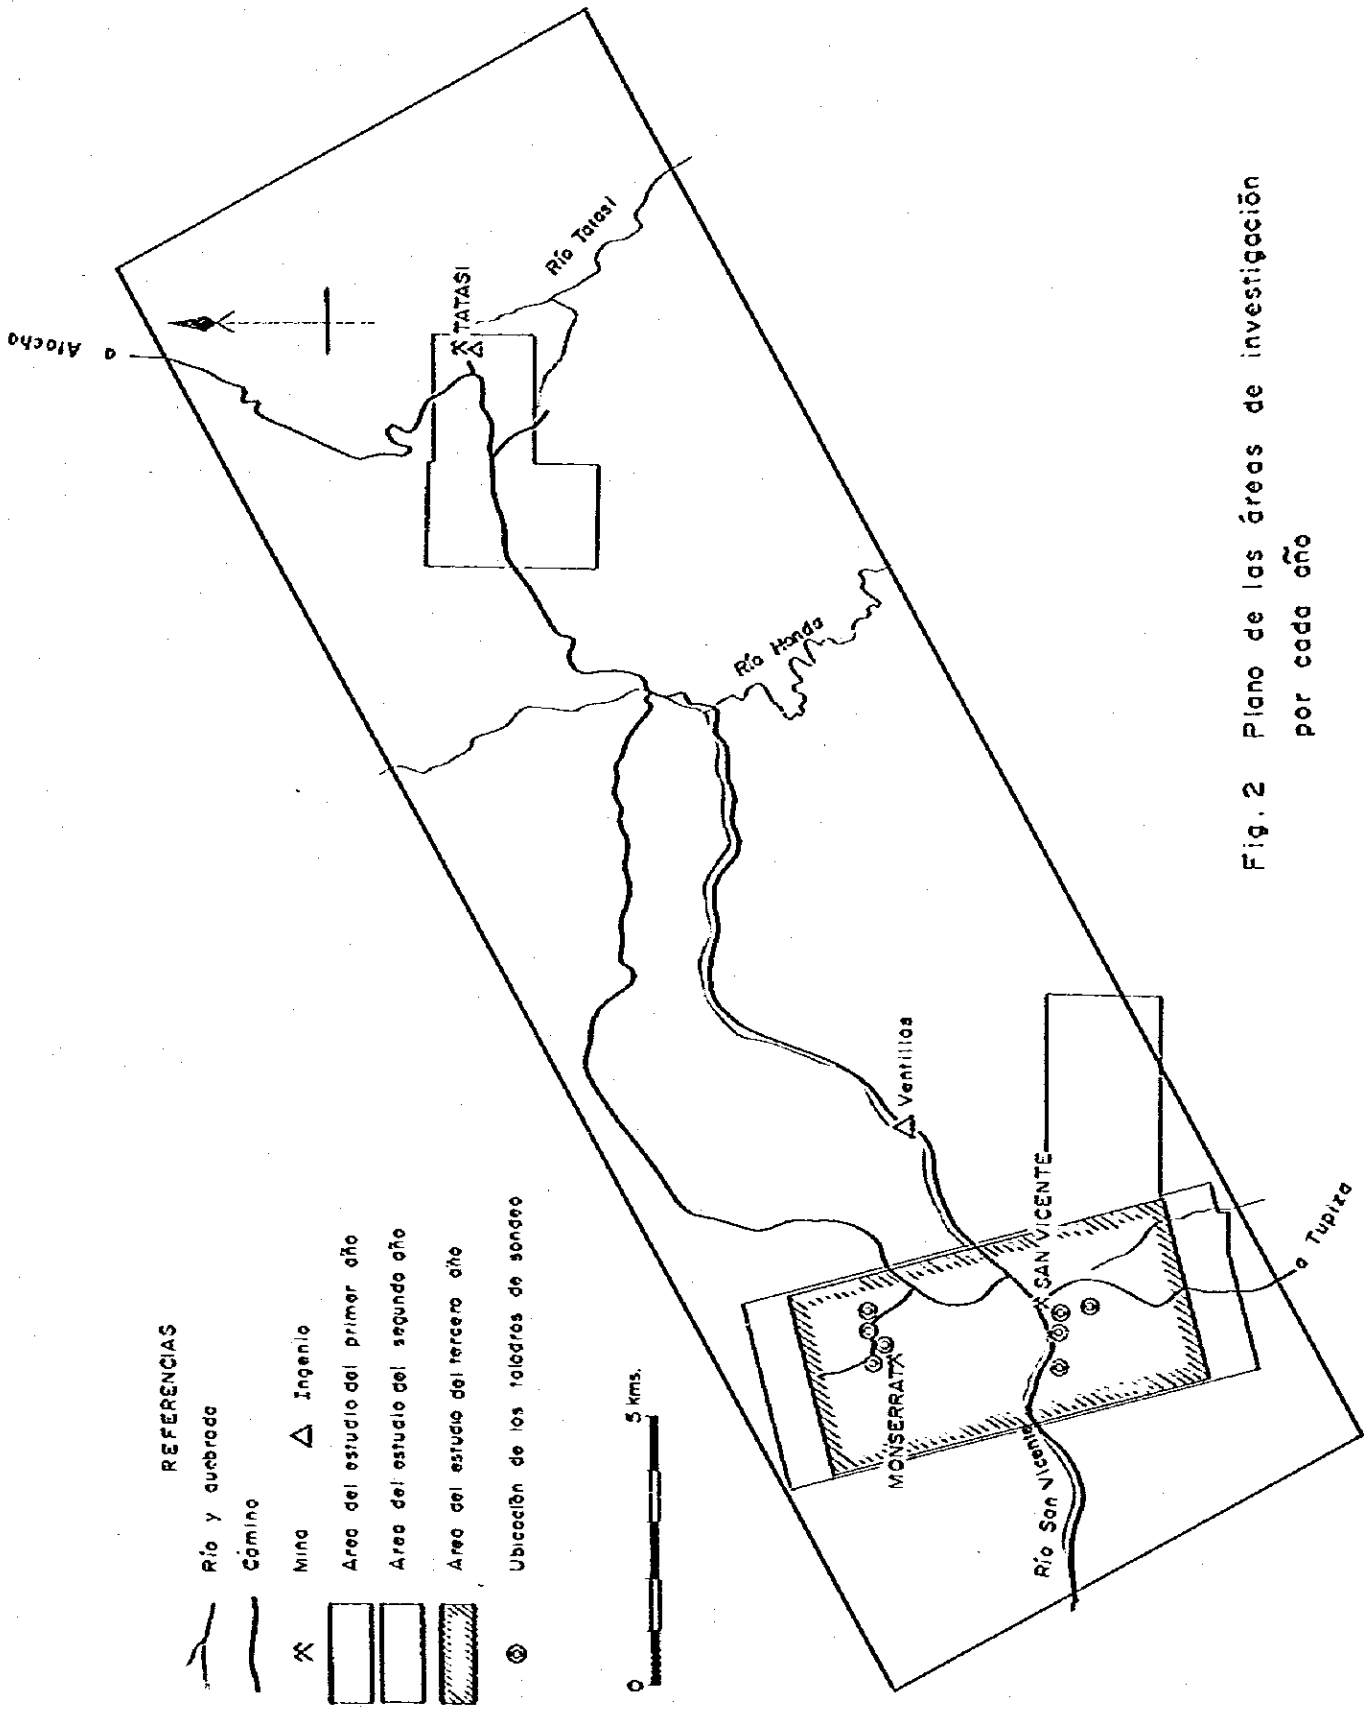 a Atocha
TATASI
Río Tatasi
Río Honda
Ventillas
SAN VICENTE
MONSERRAT
Río San Vicente
a Tupiza
REFERENCIAS
Río y quebrada
Cámino
Mina
Ingenio
Area del estudio del primer año
Area del estudio del segundo año
Area del estudio del tercero año
Ubicación de los taladros de sondeo
0
5 kms.
Fig. 2 Plano de las áreas de investigación
por cada año